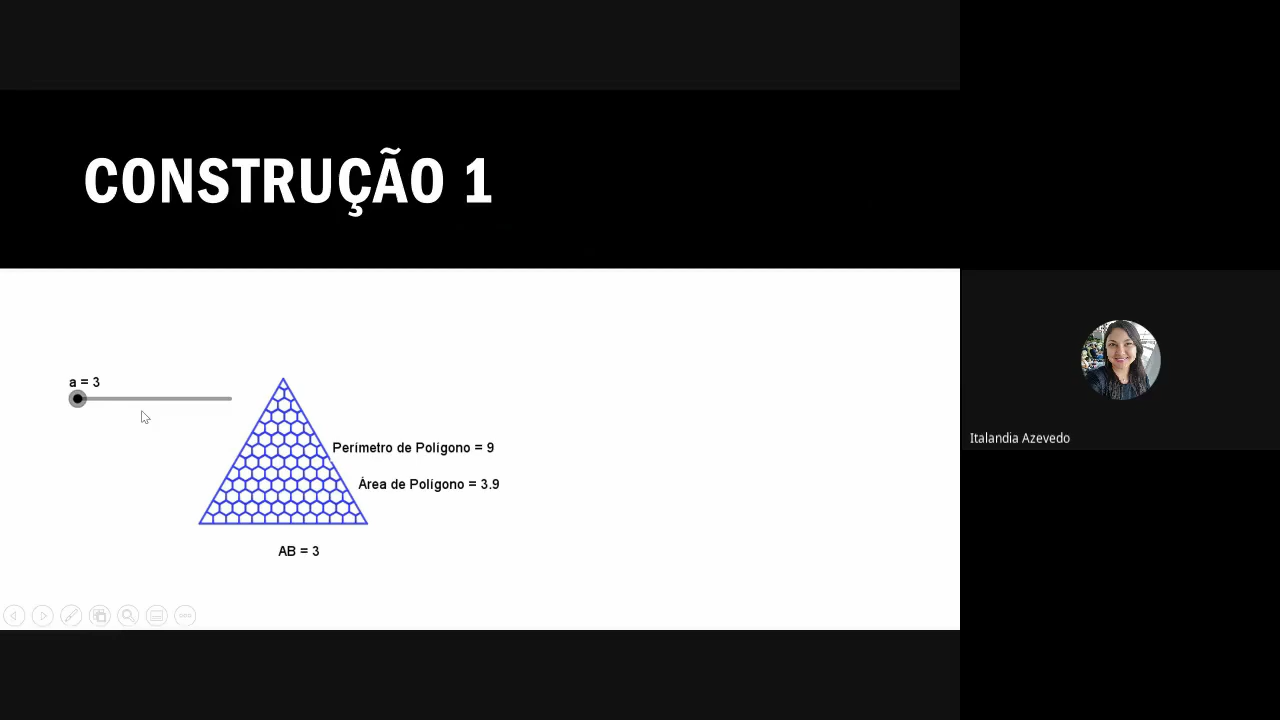 CONSTRUÇÃO 1
a = 3
Perímetro de Polígono = 9
Área de Polígono = 3.9
AB = 3
Italandia Azevedo